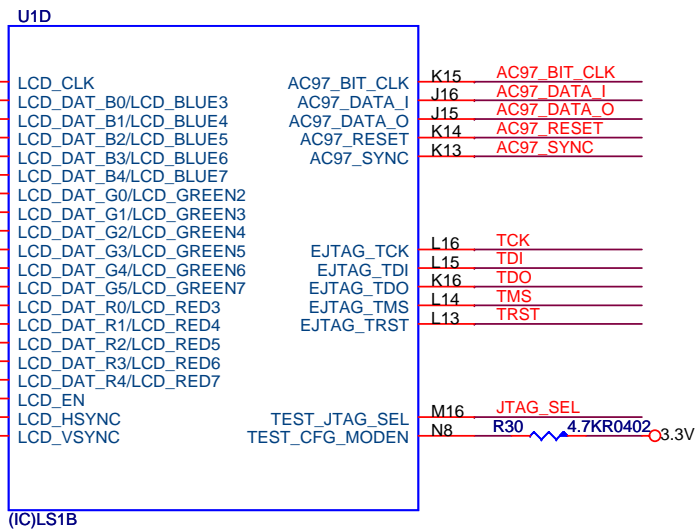 U1D
LCD_CLK AC97_BIT_CLK K15 AC97_BIT_CLK
LCD_DAT_B0/LCD_BLUE3 AC97_DATA_I J16 AC97_DATA_I
LCD_DAT_B1/LCD_BLUE4 AC97_DATA_O J15 AC97_DATA_O
LCD_DAT_B2/LCD_BLUE5 AC97_RESET K14 AC97_RESET
LCD_DAT_B3/LCD_BLUE6 AC97_SYNC K13 AC97_SYNC
LCD_DAT_B4/LCD_BLUE7
LCD_DAT_G0/LCD_GREEN2
LCD_DAT_G1/LCD_GREEN3
LCD_DAT_G2/LCD_GREEN4
LCD_DAT_G3/LCD_GREEN5 EJTAG_TCK L16 TCK
LCD_DAT_G4/LCD_GREEN6 EJTAG_TDI L15 TDI
LCD_DAT_G5/LCD_GREEN7 EJTAG_TDO K16 TDO
LCD_DAT_R0/LCD_RED3 EJTAG_TMS L14 TMS
LCD_DAT_R1/LCD_RED4 EJTAG_TRST L13 TRST
LCD_DAT_R2/LCD_RED5
LCD_DAT_R3/LCD_RED6
LCD_DAT_R4/LCD_RED7
LCD_EN
LCD_HSYNC TEST_JTAG_SEL M16 JTAG_SEL
LCD_VSYNC TEST_CFG_MODEN N8 R30 4.7KR0402 3.3V
(IC)LS1B